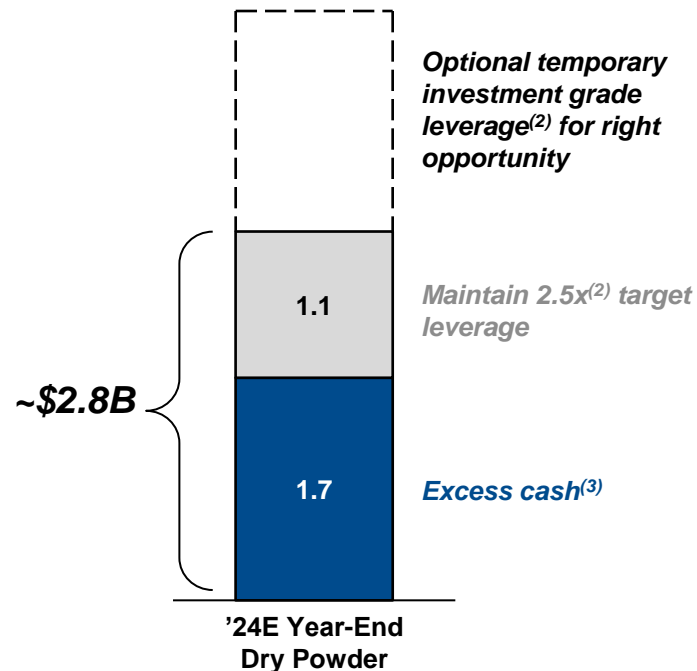 Optional temporary
investment grade
leverage(2) for right
opportunity
1.1
Maintain 2.5x(2) target
leverage
~$2.8B
1.7
Excess cash(3)
’24E Year-End
Dry Powder